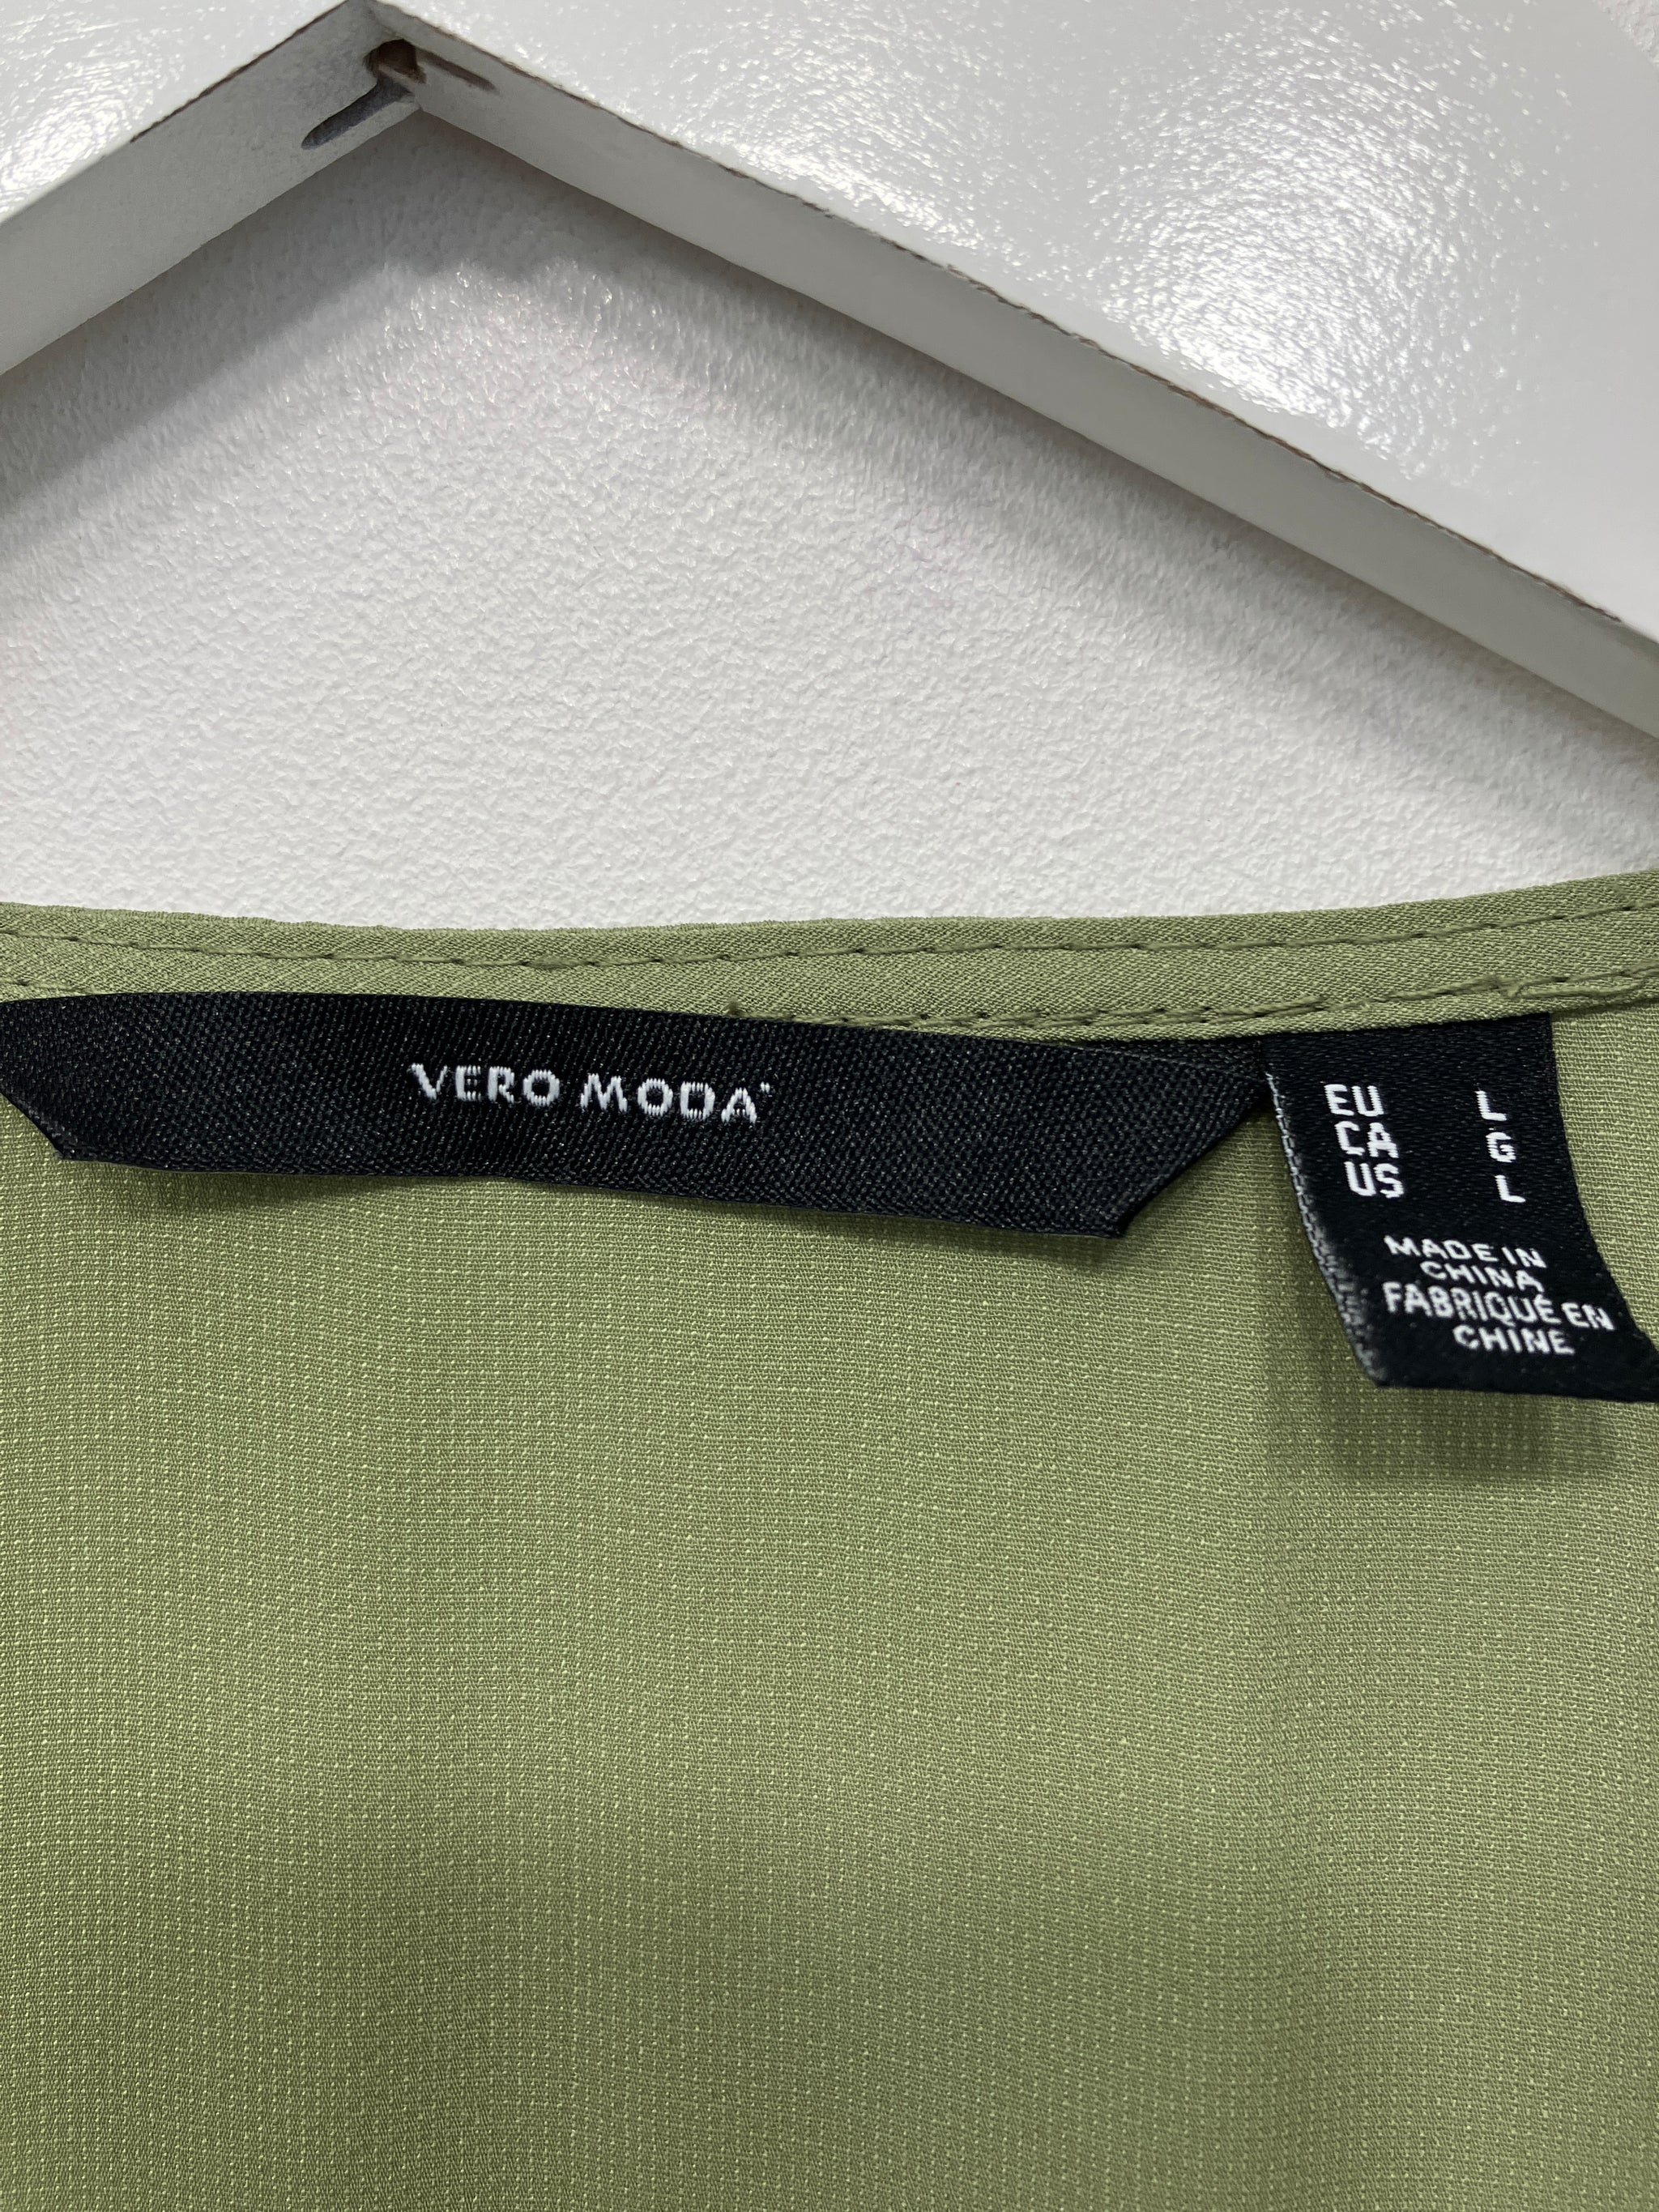 VERO MODA
EU L
CA G
US L
MADE IN
CHINA
FABRIQUÉ EN
CHINE